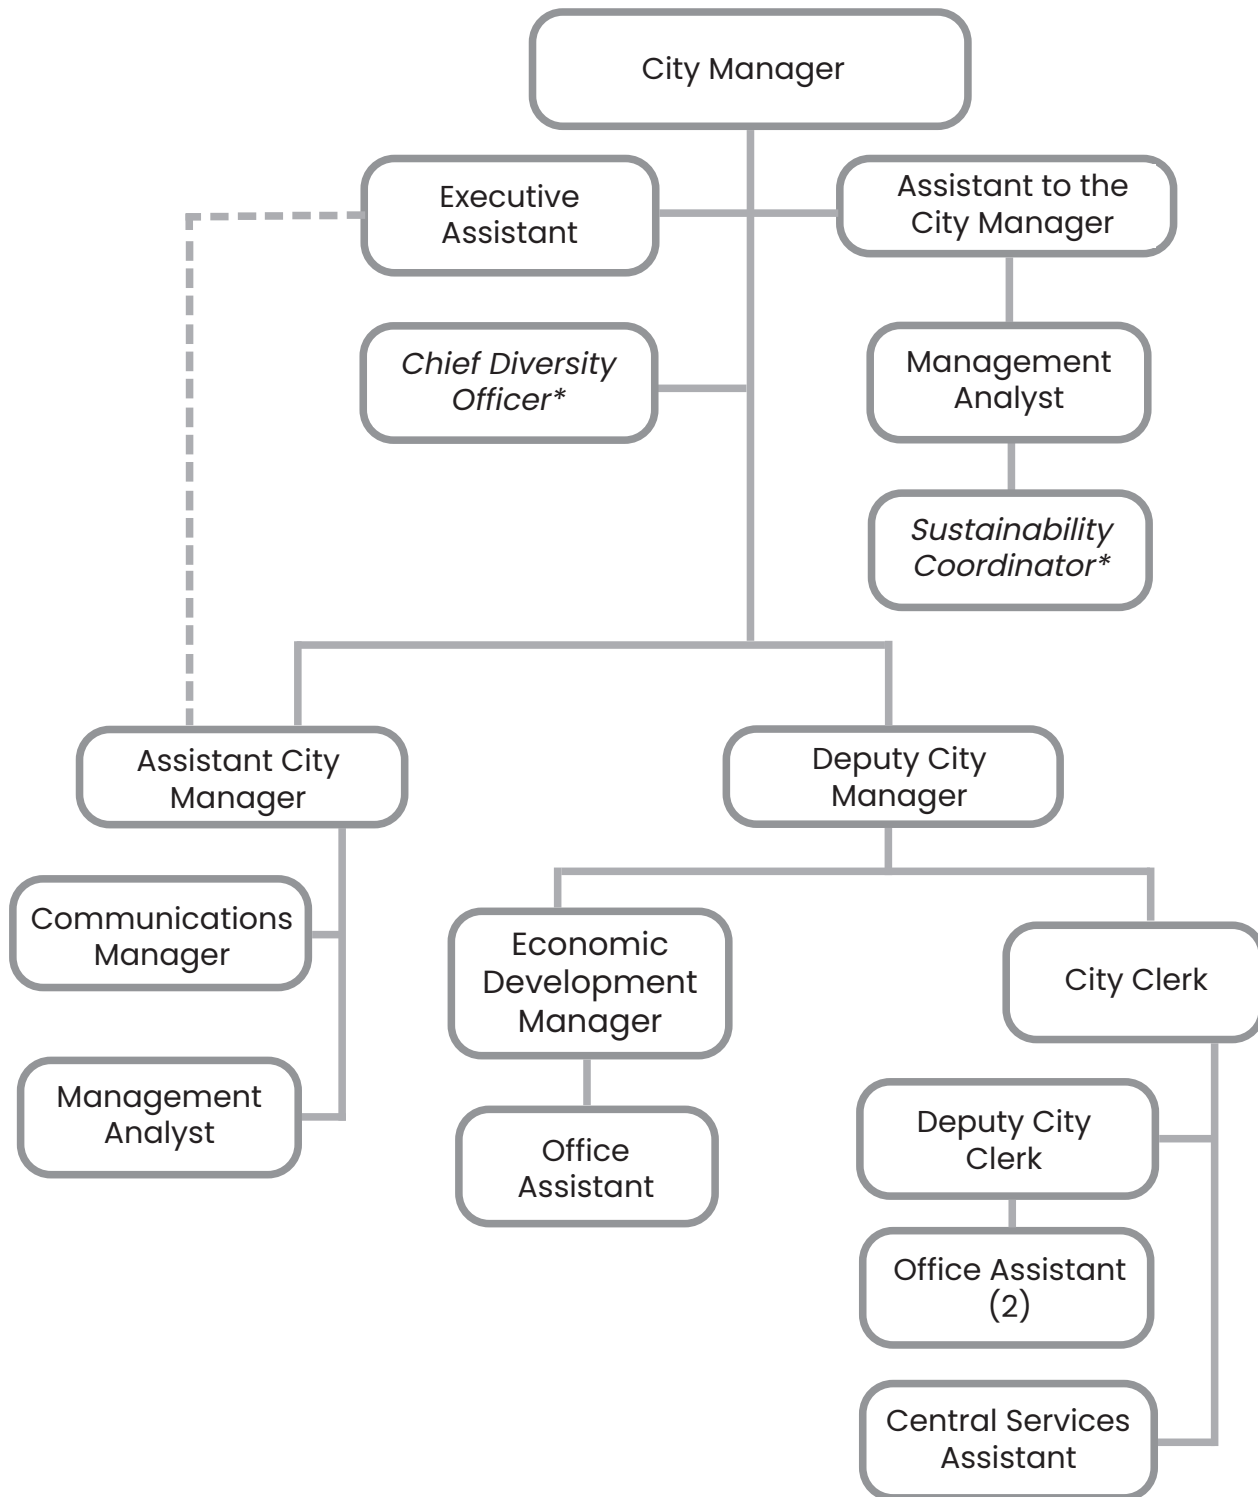 City Manager
Executive
Assistant
Assistant to the
City Manager
Chief Diversity
Officer*
Management
Analyst
Sustainability
Coordinator*
Assistant City
Manager
Deputy City
Manager
Communications
Manager
Economic
Development
Manager
City Clerk
Management
Analyst
Office
Assistant
Deputy City
Clerk
Office Assistant
(2)
Central Services
Assistant